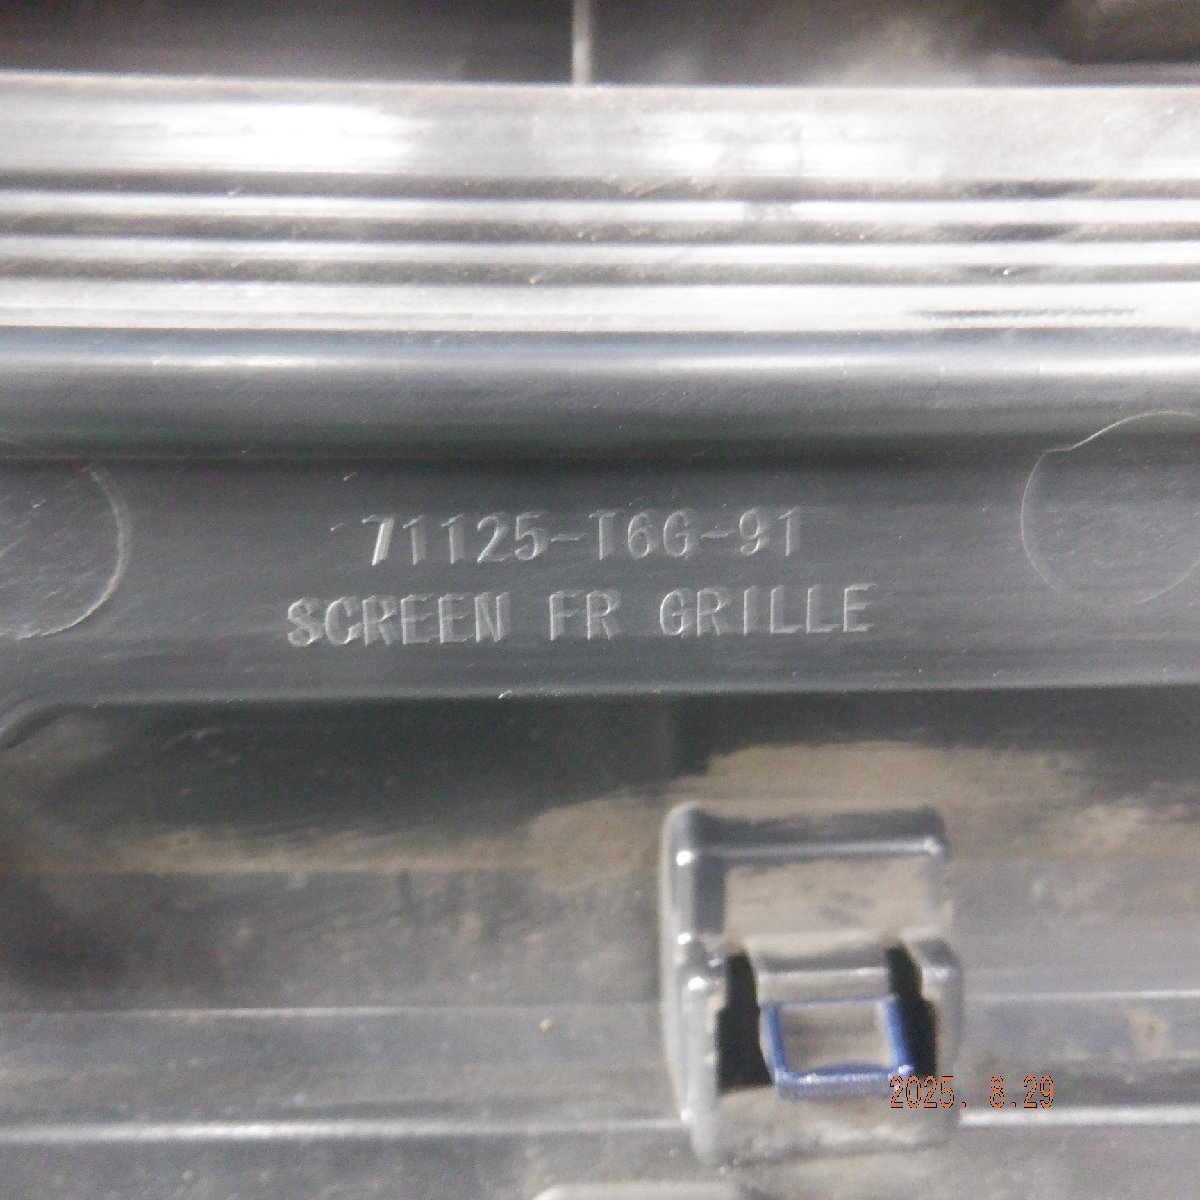 71125-T6G-91
SCREEN FR GRILLE
2025. 8.29